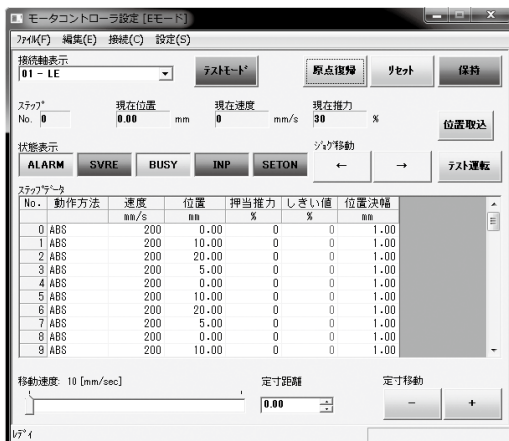 モータコントローラ設定 [Eモード]
ファイル(F) 編集(E) 接続(C) 設定(S)
接続軸表示
01 - LE
テストモード
原点復帰
リセット
保持
ステップ
No. 0
現在位置
0.00 mm
現在速度
0 mm/s
現在推力
30 %
位置取込
状態表示
ALARM SVRE BUSY INP SETON
ジョグ移動
← →
テスト運転
ステップデータ
No. 動作方法 速度 位置 押当推力 しきい値 位置決幅
mm/s mm % % mm
0 ABS 200 0.00 0 0 1.00
1 ABS 200 10.00 0 0 1.00
2 ABS 200 20.00 0 0 1.00
3 ABS 200 5.00 0 0 1.00
4 ABS 200 0.00 0 0 1.00
5 ABS 200 10.00 0 0 1.00
6 ABS 200 20.00 0 0 1.00
7 ABS 200 5.00 0 0 1.00
8 ABS 200 0.00 0 0 1.00
9 ABS 200 10.00 0 0 1.00
移動速度: 10 [mm/sec]
定寸距離
0.00
定寸移動
- +
レディ